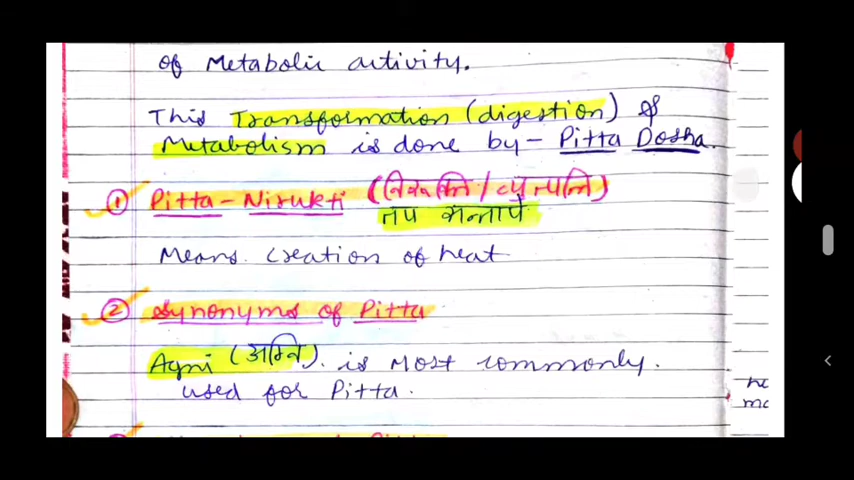 of Metabolic activity.
This Transformation (digestion) of
Metabolism is done by - Pitta Dosha.
① Pitta - Nirukti (निरुक्ति / व्युत्पत्ति)
तप सन्तापे
Means creation of heat
② Synonyms of Pitta
Agni (अग्नि). is most commonly.
used for Pitta.